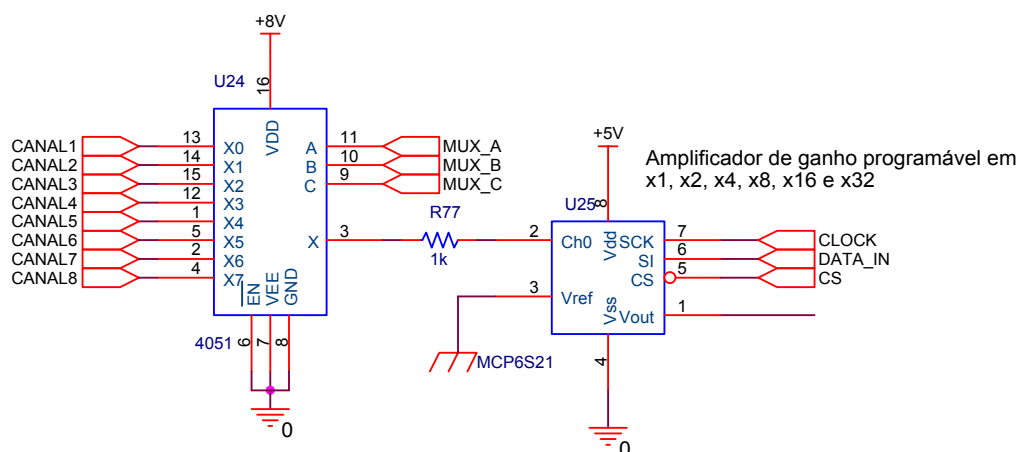 +8V
U24
16
VDD
CANAL1 13 X0 A 11 MUX_A
CANAL2 14 X1 B 10 MUX_B
CANAL3 15 X2 C 9 MUX_C
CANAL4 12 X3
CANAL5 1 X4
CANAL6 5 X5 X 3
CANAL7 2 X6
CANAL8 4 X7
EN VEE GND
4051 6 7 8
0
R77
1k
+5V
Amplificador de ganho programável em
x1, x2, x4, x8, x16 e x32
U25
8
2 Ch0 Vdd SCK 7 CLOCK
SI 6 DATA_IN
CS 5 CS
3 Vref
Vss Vout 1
MCP6S21 4
0